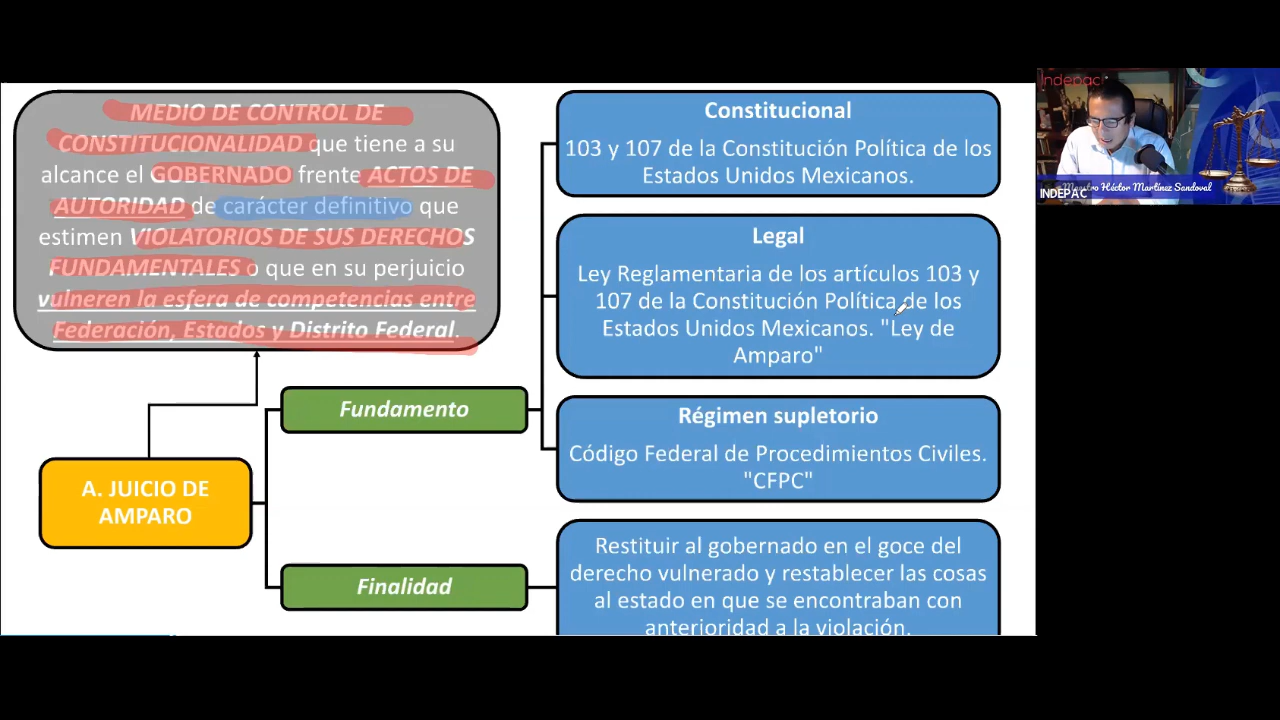 MEDIO DE CONTROL DE
CONSTITUCIONALIDAD que tiene a su
alcance el GOBERNADO frente ACTOS DE
AUTORIDAD de carácter definitivo que
estimen VIOLATORIOS DE SUS DERECHOS
FUNDAMENTALES o que en su perjuicio
vulneren la esfera de competencias entre
Federación, Estados y Distrito Federal.
A. JUICIO DE
AMPARO
Fundamento
Constitucional
103 y 107 de la Constitución Política de los
Estados Unidos Mexicanos.
Legal
Ley Reglamentaria de los artículos 103 y
107 de la Constitución Política de los
Estados Unidos Mexicanos. "Ley de
Amparo"
Régimen supletorio
Código Federal de Procedimientos Civiles.
"CFPC"
Finalidad
Restituir al gobernado en el goce del
derecho vulnerado y restablecer las cosas
al estado en que se encontraban con
anterioridad a la violación.
Indepac
Maestro Héctor Martínez Sandoval
INDEPAC